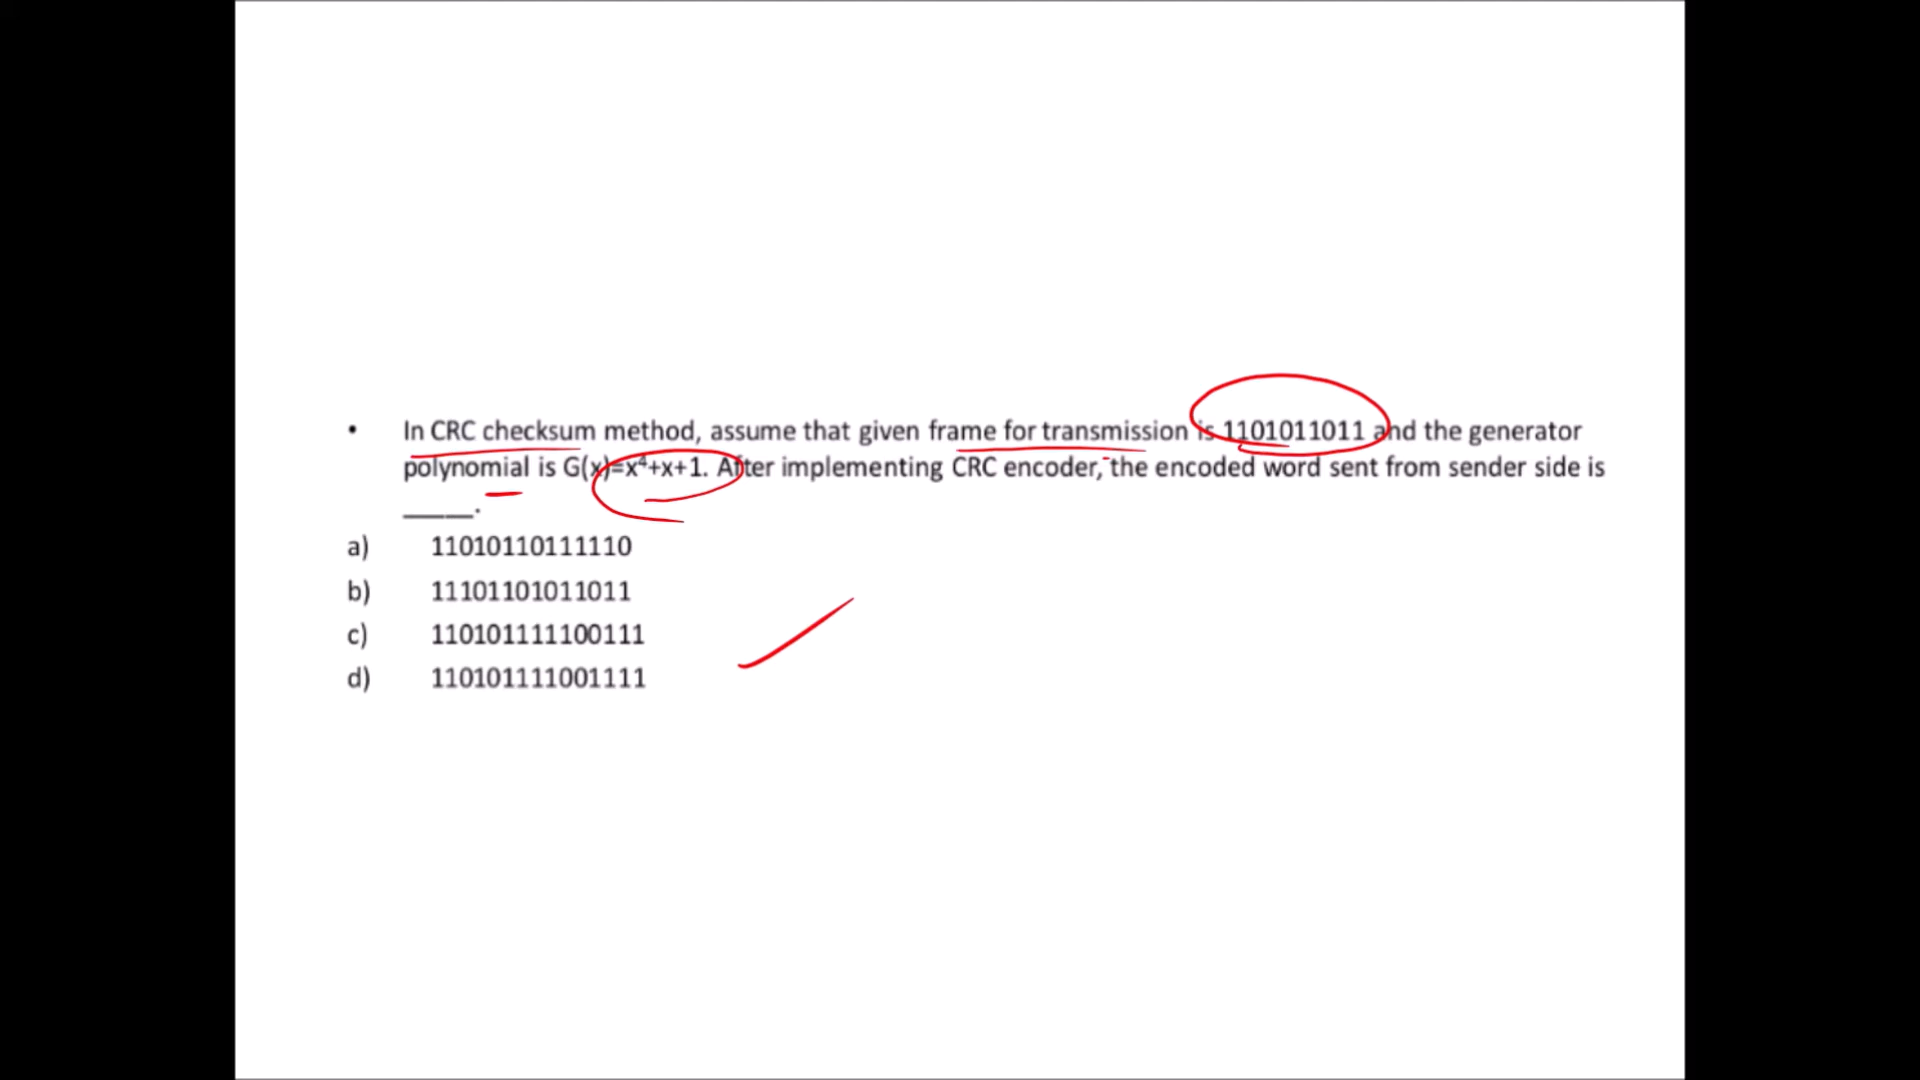 • In CRC checksum method, assume that given frame for transmission is 1101011011 and the generator
polynomial is G(x)=x⁴+x+1. After implementing CRC encoder, the encoded word sent from sender side is
_____.
a) 11010110111110
b) 11101101011011
c) 110101111100111
d) 110101111001111